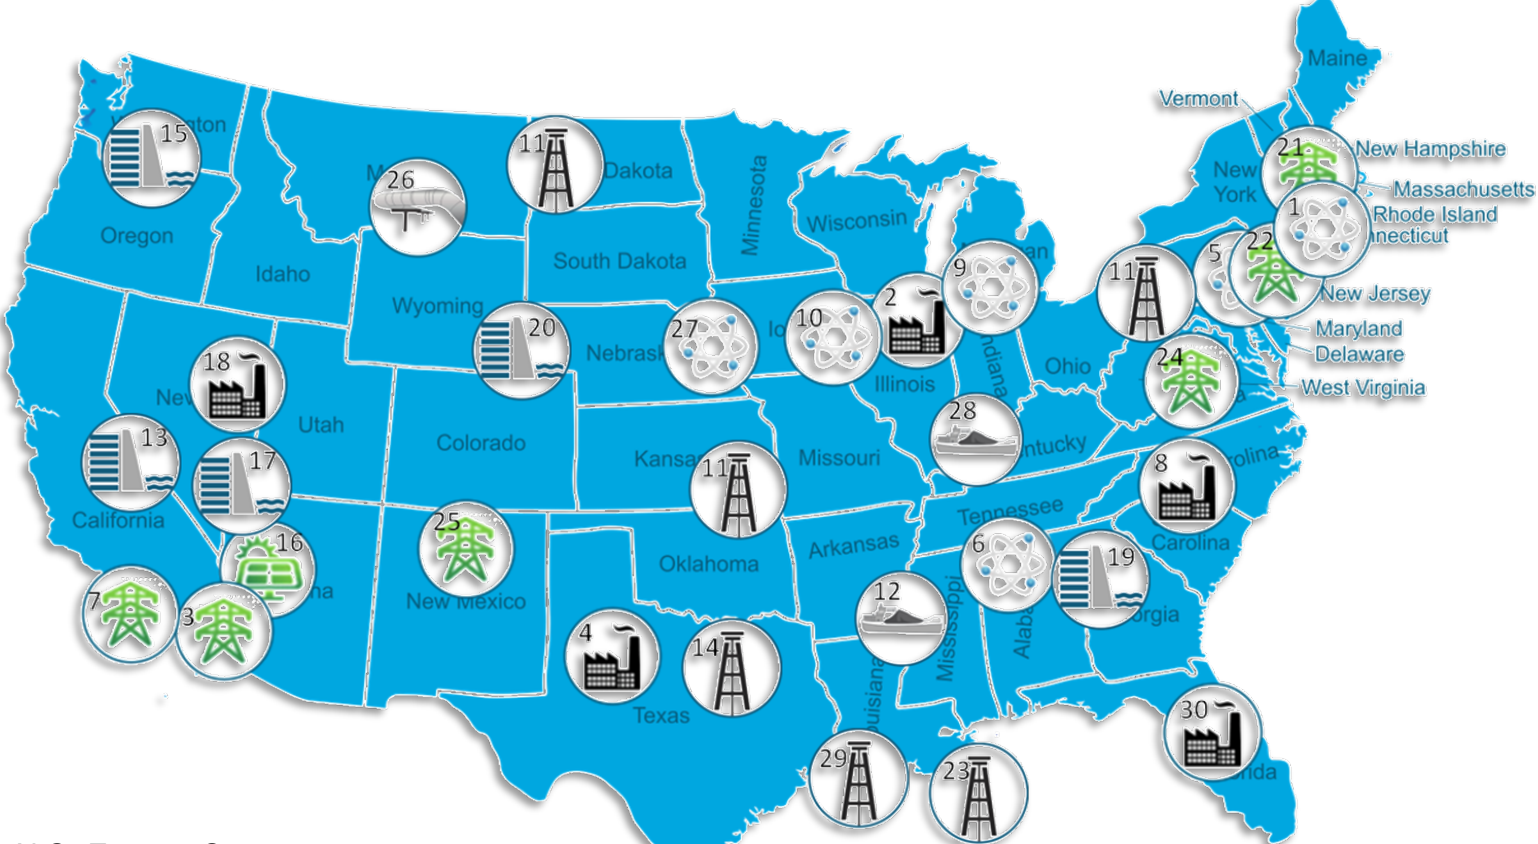 Maine
Vermont
21
New Hampshire
15
11
Dakota
26
New
York
Massachusetts
1
Rhode Island
Minnesota
Wisconsin
Oregon
22
5
South Dakota
9
11
Idaho
New Jersey
Wyoming
2
20
27
10
Maryland
Delaware
18
24
Ohio
Illinois
West Virginia
28
Utah
Colorado
13
17
Missouri
8
11
California
Tennessee
25
16
6
19
Carolina
Arkansas
Oklahoma
New Mexico
7
3
12
Mississippi
4
14
Texas
30
29
23